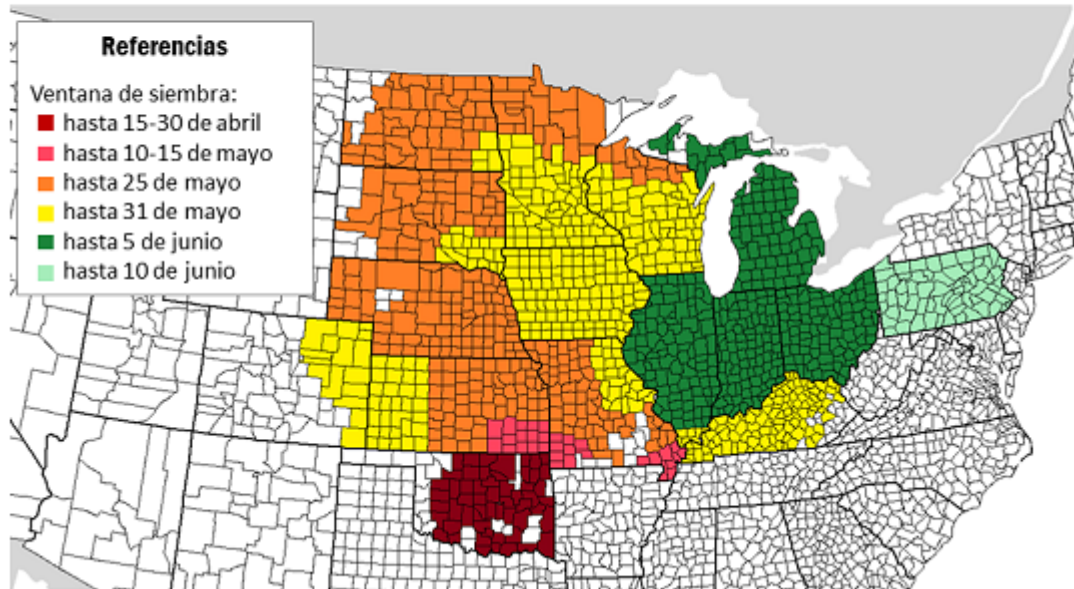 Referencias
Ventana de siembra:
hasta 15-30 de abril
hasta 10-15 de mayo
hasta 25 de mayo
hasta 31 de mayo
hasta 5 de junio
hasta 10 de junio